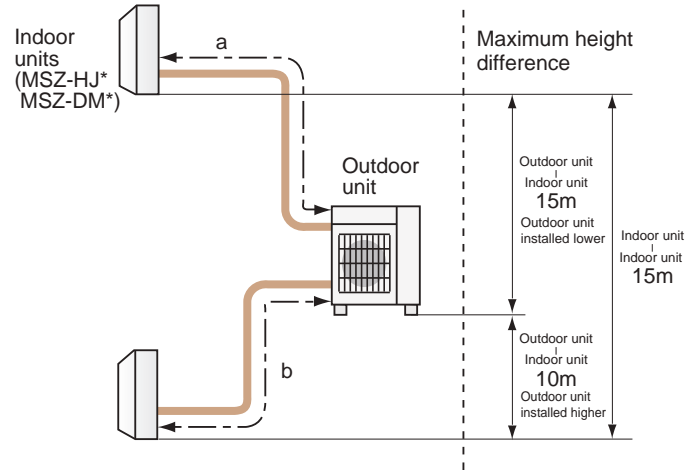 Indoor
units
(MSZ-HJ*
MSZ-DM*)
a
Maximum height
difference
Outdoor
unit
Outdoor unit
Indoor unit
15m
Outdoor unit
installed lower
Indoor unit
Indoor unit
15m
Outdoor unit
Indoor unit
10m
Outdoor unit
installed higher
b